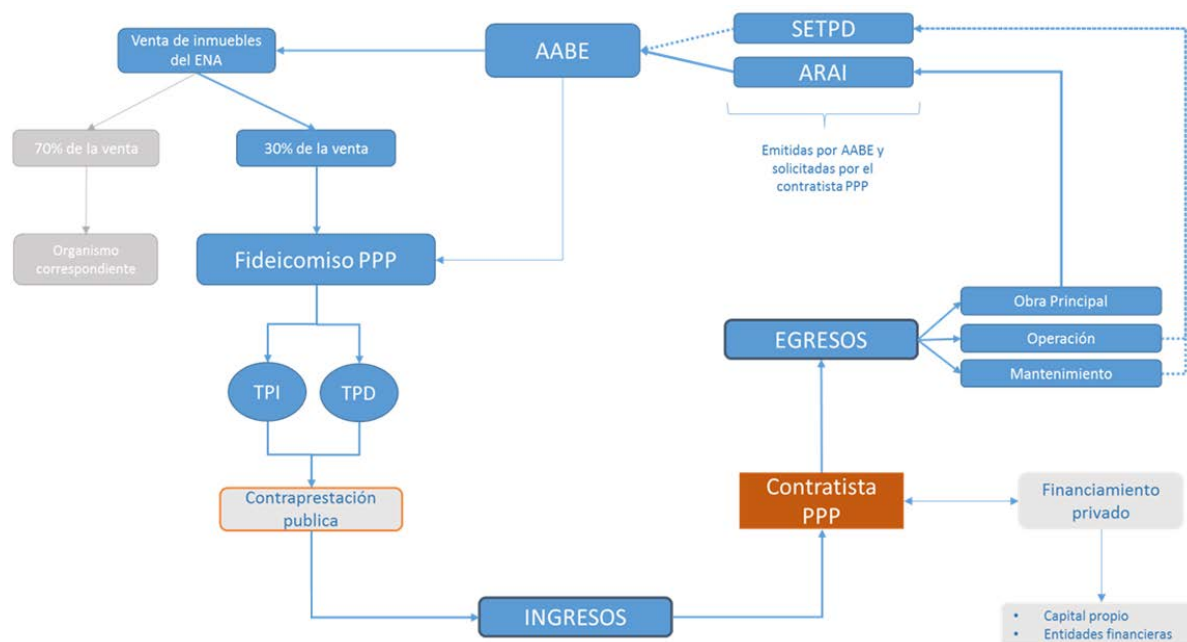 Venta de inmuebles
del ENA
AABE
SETPD
ARAI
70% de la venta
30% de la venta
Emitidas por AABE y
solicitadas por el
contratista PPP
Organismo
correspondiente
Fideicomiso PPP
EGRESOS
Obra Principal
Operación
Mantenimiento
TPI
TPD
Contraprestación
publica
Contratista
PPP
Financiamiento
privado
INGRESOS
• Capital propio
• Entidades financieras